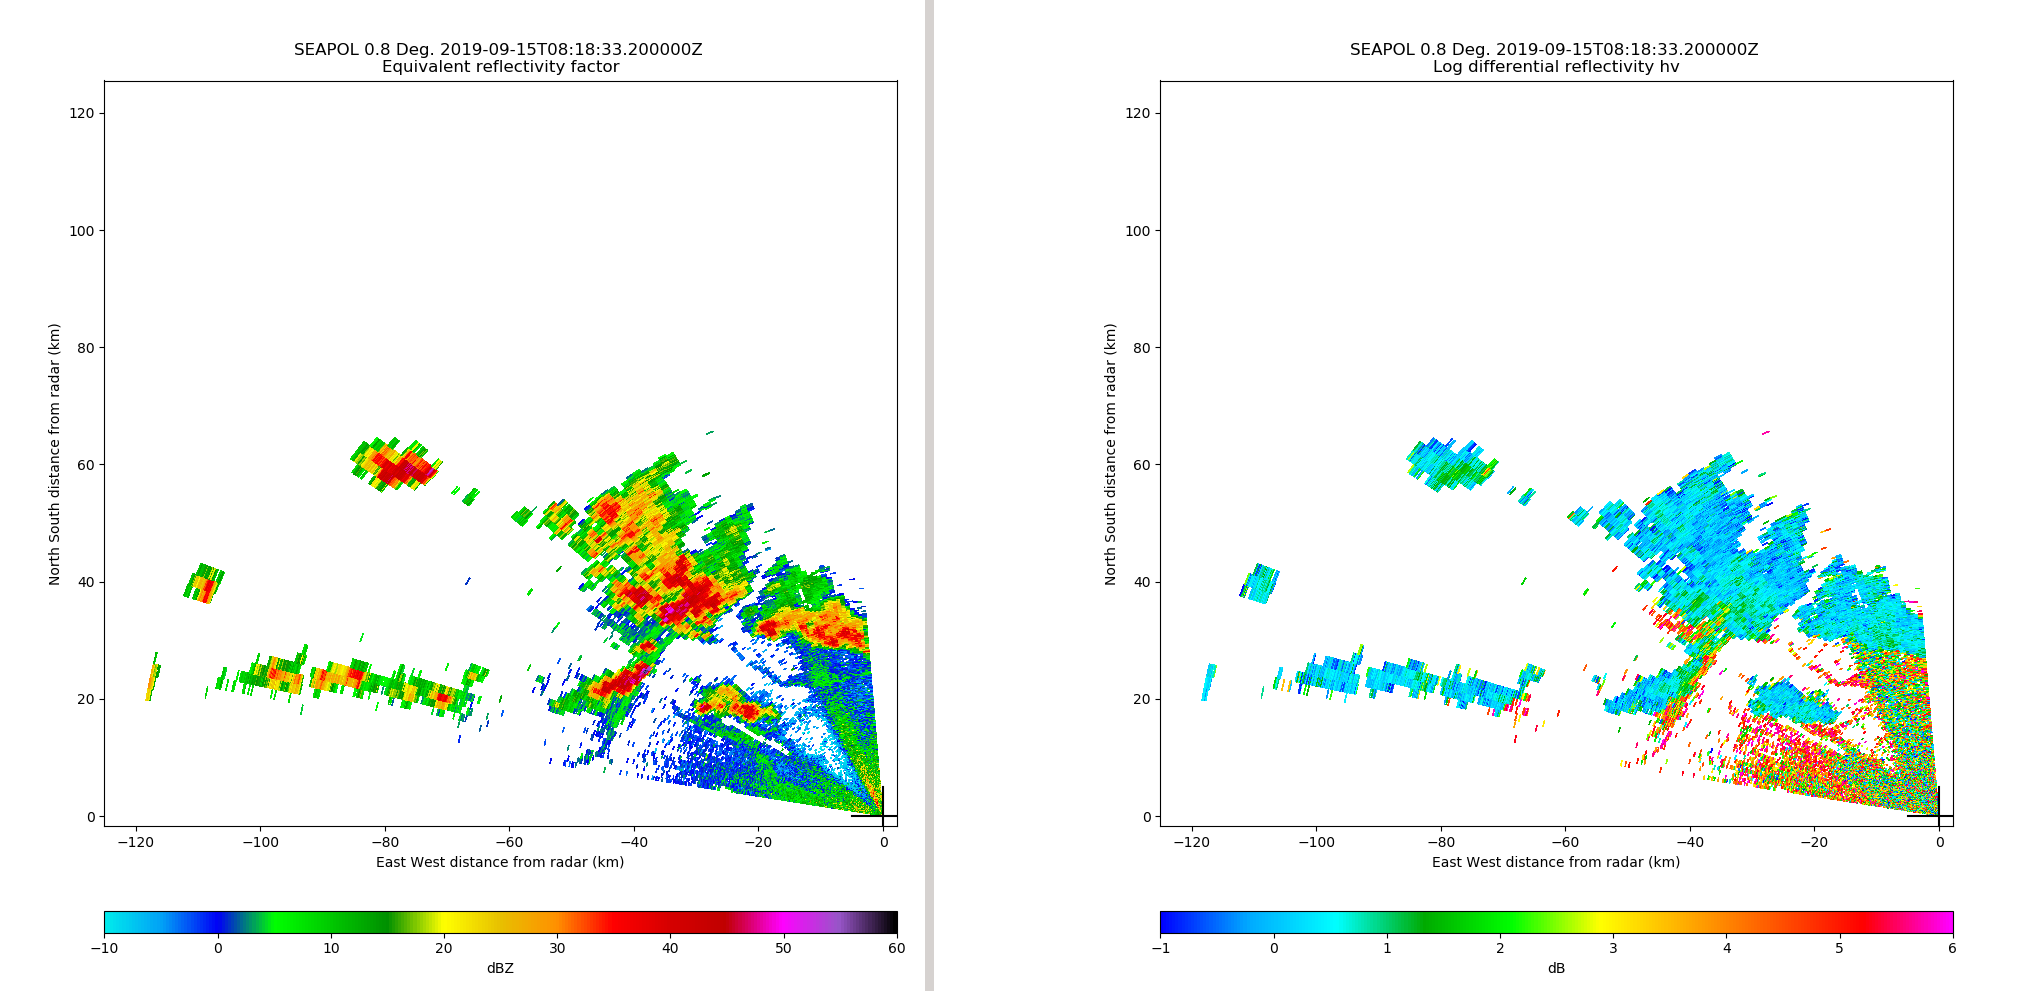 SEAPOL 0.8 Deg. 2019-09-15T08:18:33.200000Z
Equivalent reflectivity factor
120
100
80
60
40
20
0
North South distance from radar (km)
−120 −100 −80 −60 −40 −20 0
East West distance from radar (km)
−10 0 10 20 30 40 50 60
dBZ
SEAPOL 0.8 Deg. 2019-09-15T08:18:33.200000Z
Log differential reflectivity hv
120
100
80
60
40
20
0
North South distance from radar (km)
−120 −100 −80 −60 −40 −20 0
East West distance from radar (km)
−1 0 1 2 3 4 5 6
dB